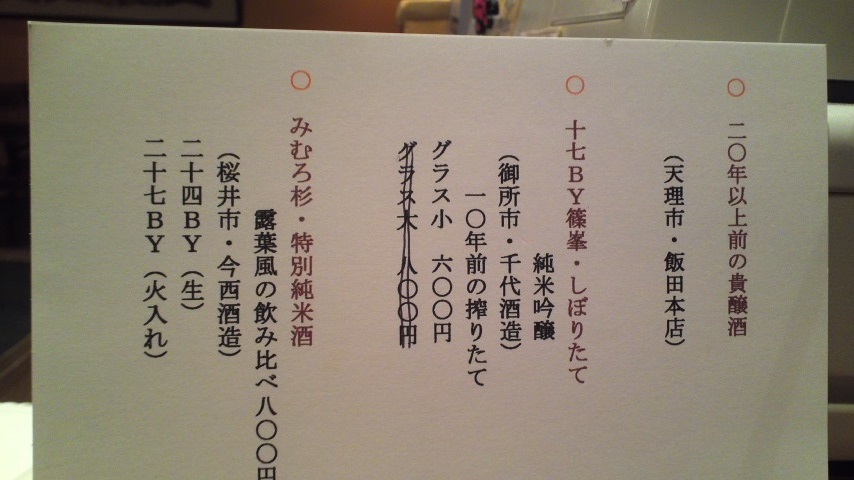 ○ 二〇年以上前の貴醸酒
(天理市・飯田本店)
○ 十七BY篠峯・しぼりたて
純米吟醸
(御所市・千代酒造)
一〇年前の搾りたて
グラス小 六〇〇円
グラス大 八〇〇円
○ みむろ杉・特別純米酒
露葉風の飲み比べ八〇〇円
(桜井市・今西酒造)
二十四BY(生)
二十七BY(火入れ)